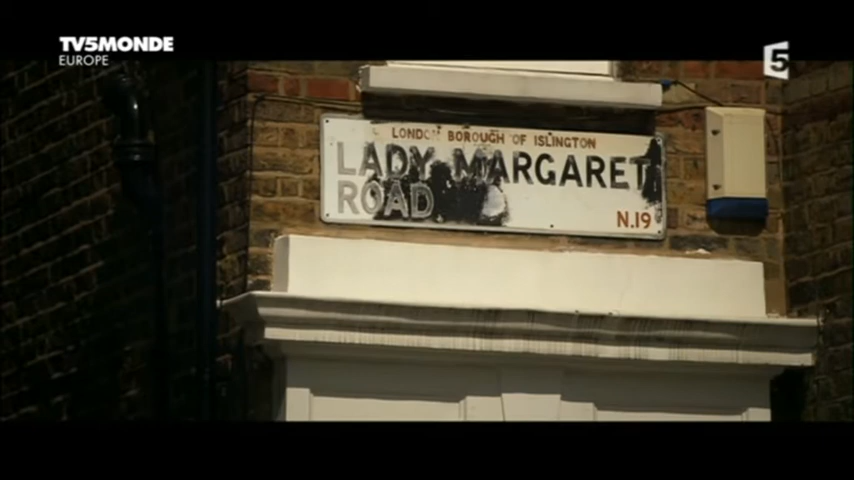 TV5MONDE
EUROPE
5
LONDON BOROUGH OF ISLINGTON
LADY MARGARET
ROAD
N.19